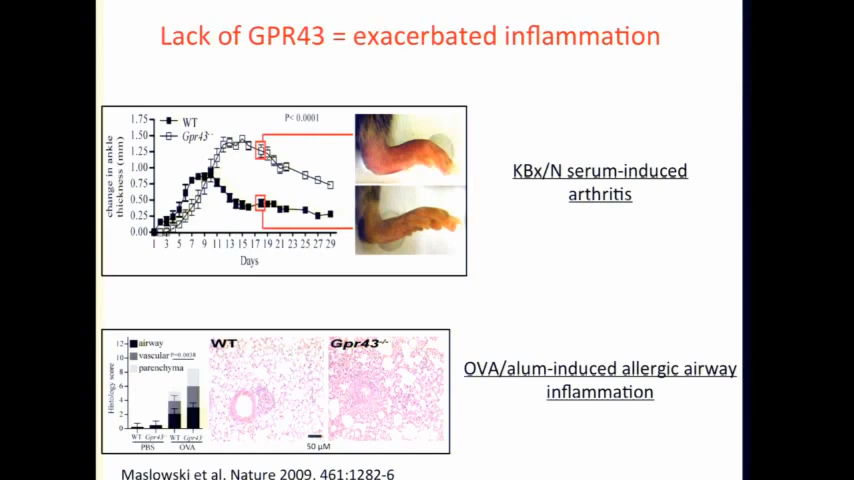 Lack of GPR43 = exacerbated inflammation
1.75
1.50
1.25
1.00
0.75
0.50
0.25
0.00
change in ankle
thickness (mm)
WT
Gpr43-/-
P< 0.0001
1 3 5 7 9 11 13 15 17 19 21 23 25 27 29
Days
KBx/N serum-induced
arthritis
12
10
8
6
4
2
0
Histology score
airway
vascular P=0.0038
parenchyma
WT Gpr43-/- WT Gpr43-/-
PBS OVA
WT
Gpr43-/-
50 µM
OVA/alum-induced allergic airway
inflammation
Maslowski et al. Nature 2009. 461:1282-6